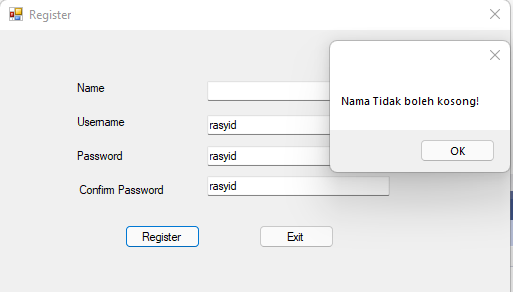 Register
Nama Tidak boleh kosong!
OK
Name
Username
rasyid
Password
rasyid
Confirm Password
rasyid
Register
Exit